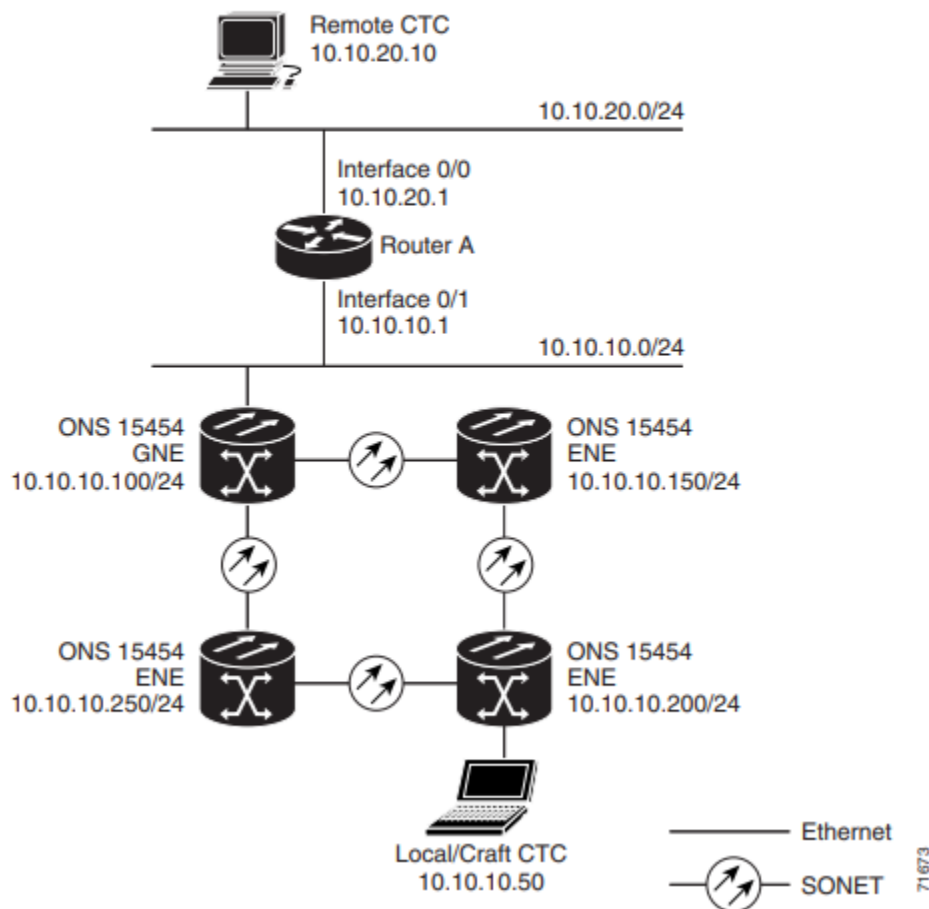 Remote CTC
10.10.20.10
10.10.20.0/24
Interface 0/0
10.10.20.1
Router A
Interface 0/1
10.10.10.1
10.10.10.0/24
ONS 15454
GNE
10.10.10.100/24
ONS 15454
ENE
10.10.10.150/24
ONS 15454
ENE
10.10.10.250/24
ONS 15454
ENE
10.10.10.200/24
Local/Craft CTC
10.10.10.50
Ethernet
SONET
71673